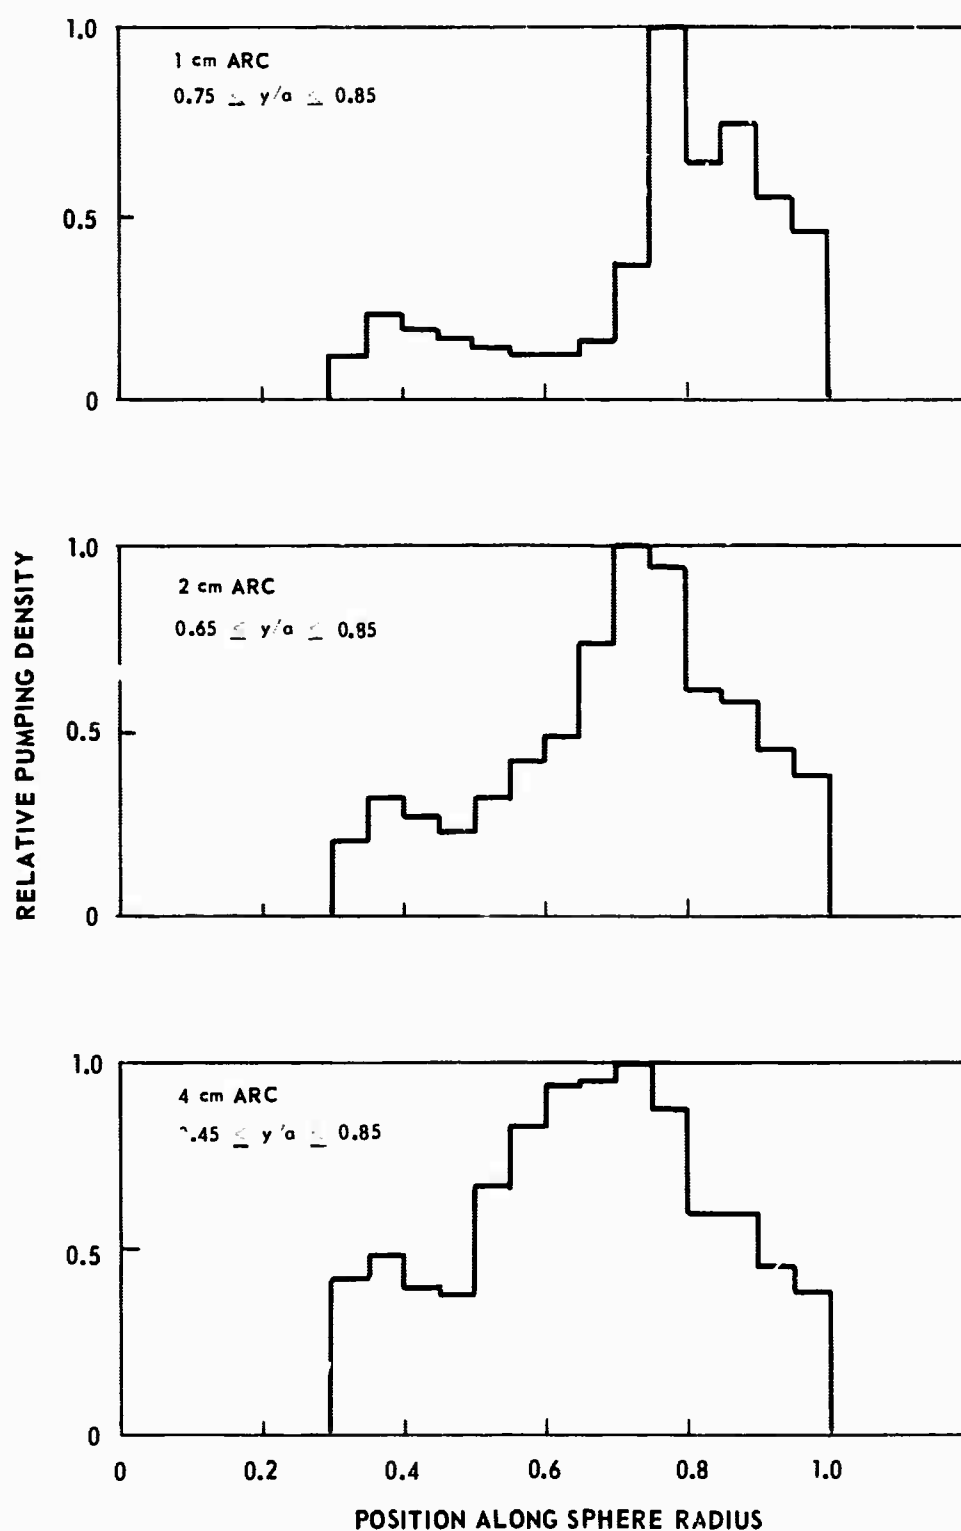 1.0
1 cm ARC
0.75 ≤ y/a ≤ 0.85
0.5
0
RELATIVE PUMPING DENSITY
1.0
2 cm ARC
0.65 ≤ y/a ≤ 0.85
0.5
0
1.0
4 cm ARC
.45 ≤ y/a ≤ 0.85
0.5
0
0 0.2 0.4 0.6 0.8 1.0
POSITION ALONG SPHERE RADIUS